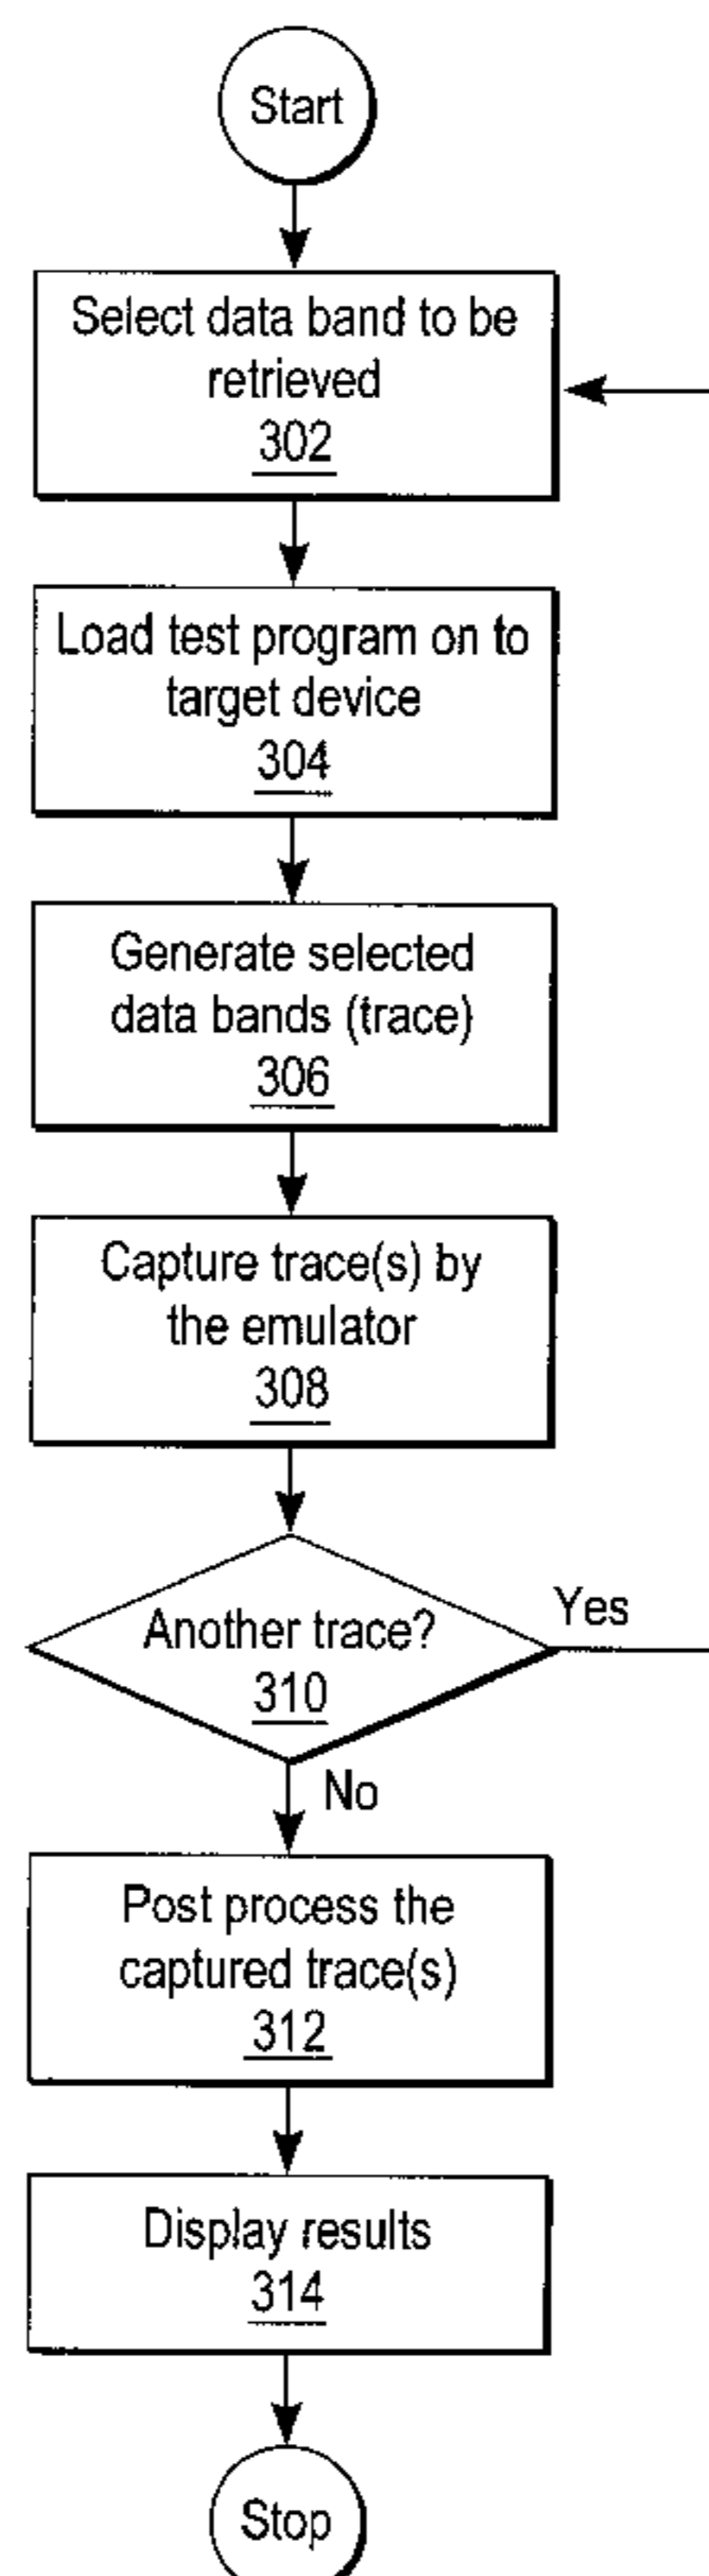 Start
Select data band to be
retrieved
302
Load test program on to
target device
304
Generate selected
data bands (trace)
306
Capture trace(s) by
the emulator
308
Another trace?
310
Yes
No
Post process the
captured trace(s)
312
Display results
314
Stop